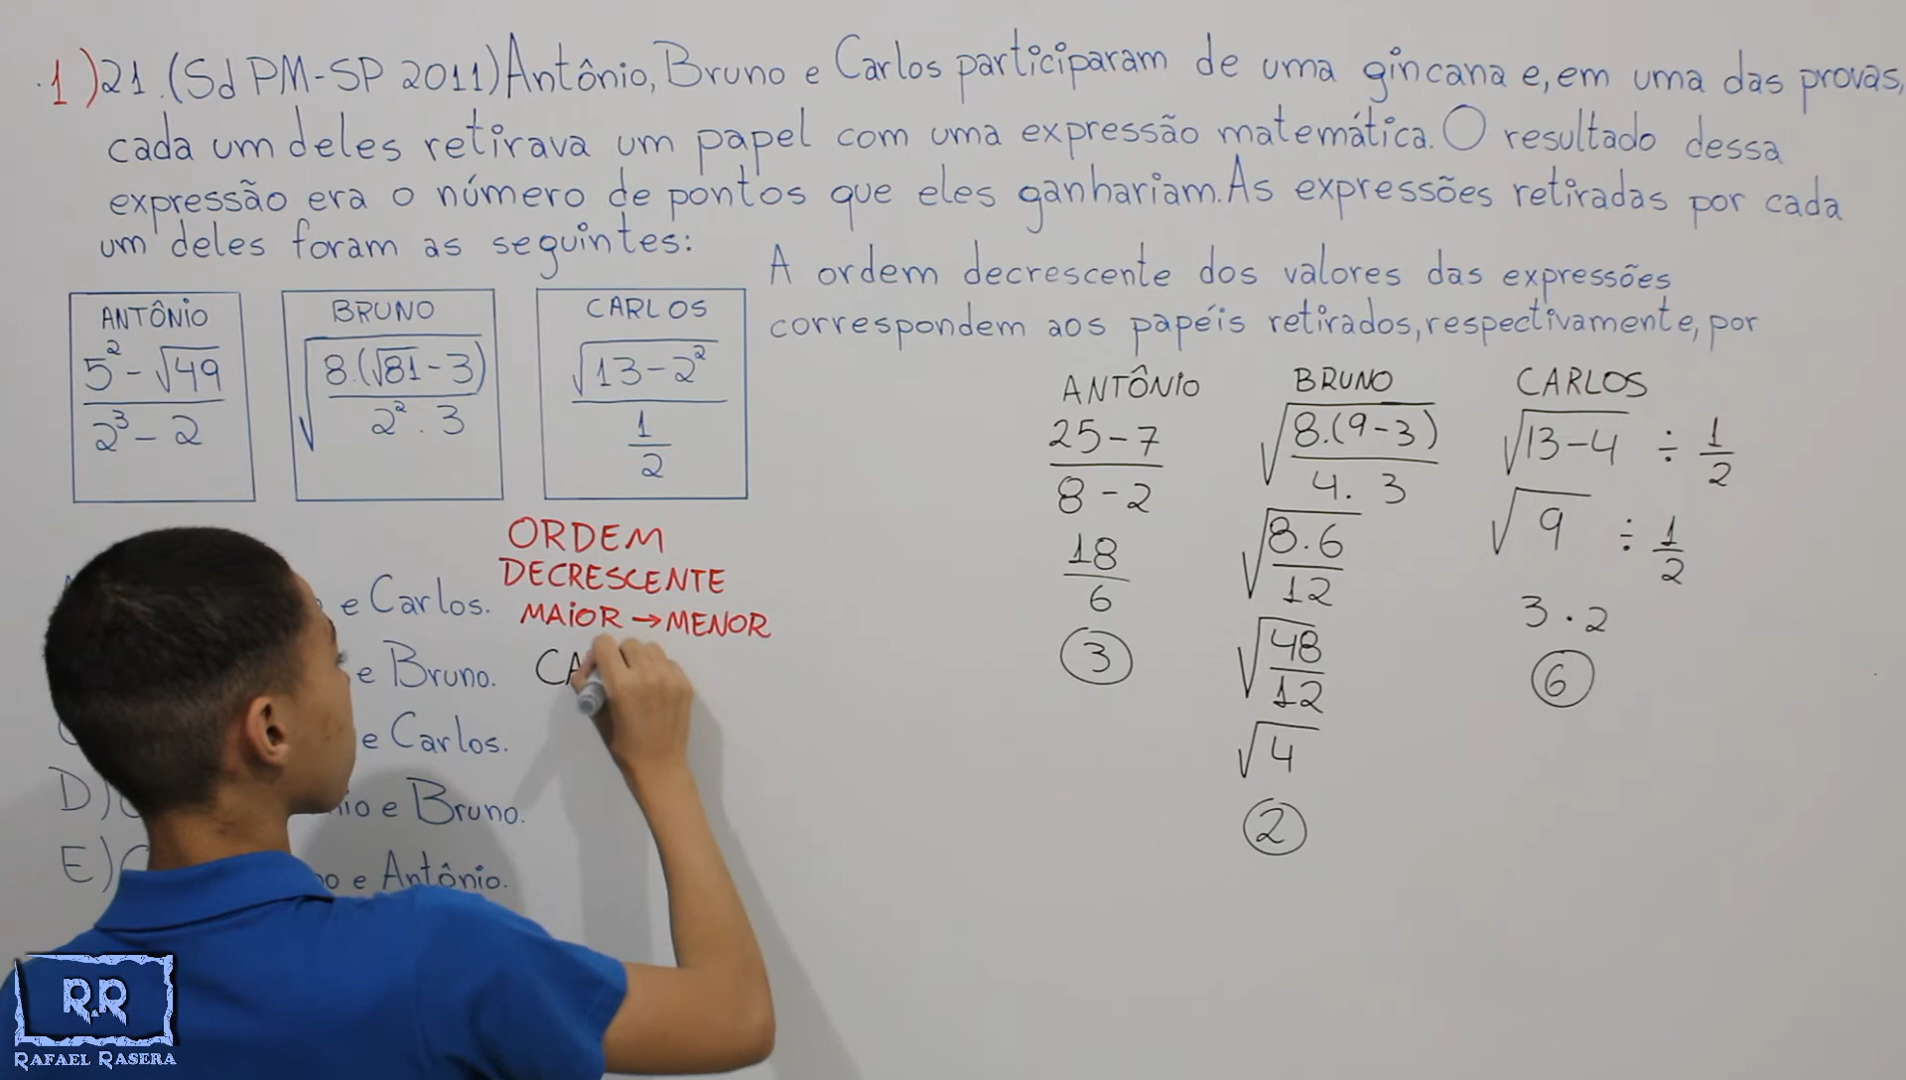 1) 21. (Sd PM-SP 2011) Antônio, Bruno e Carlos participaram de uma gincana e, em uma das provas,
cada um deles retirava um papel com uma expressão matemática. O resultado dessa
expressão era o número de pontos que eles ganhariam. As expressões retiradas por cada
um deles foram as seguintes:
A ordem decrescente dos valores das expressões
correspondem aos papéis retirados, respectivamente, por
ANTÔNIO
5² - √49
2³ - 2
BRUNO
√8.(√81 - 3)
2² . 3
CARLOS
√13 - 2²
1
2
ORDEM
DECRESCENTE
MAIOR → MENOR
CA
e Carlos.
e Bruno.
e Carlos.
D) e Bruno.
E) e Antônio.
ANTÔNIO
25 - 7
8 - 2
18
6
3
BRUNO
√8.(9-3)
4. 3
√8.6
12
√48
12
√4
2
CARLOS
√13-4 ÷ 1
2
√9 ÷ 1
2
3 . 2
6
R.R
RAFAEL RASERA